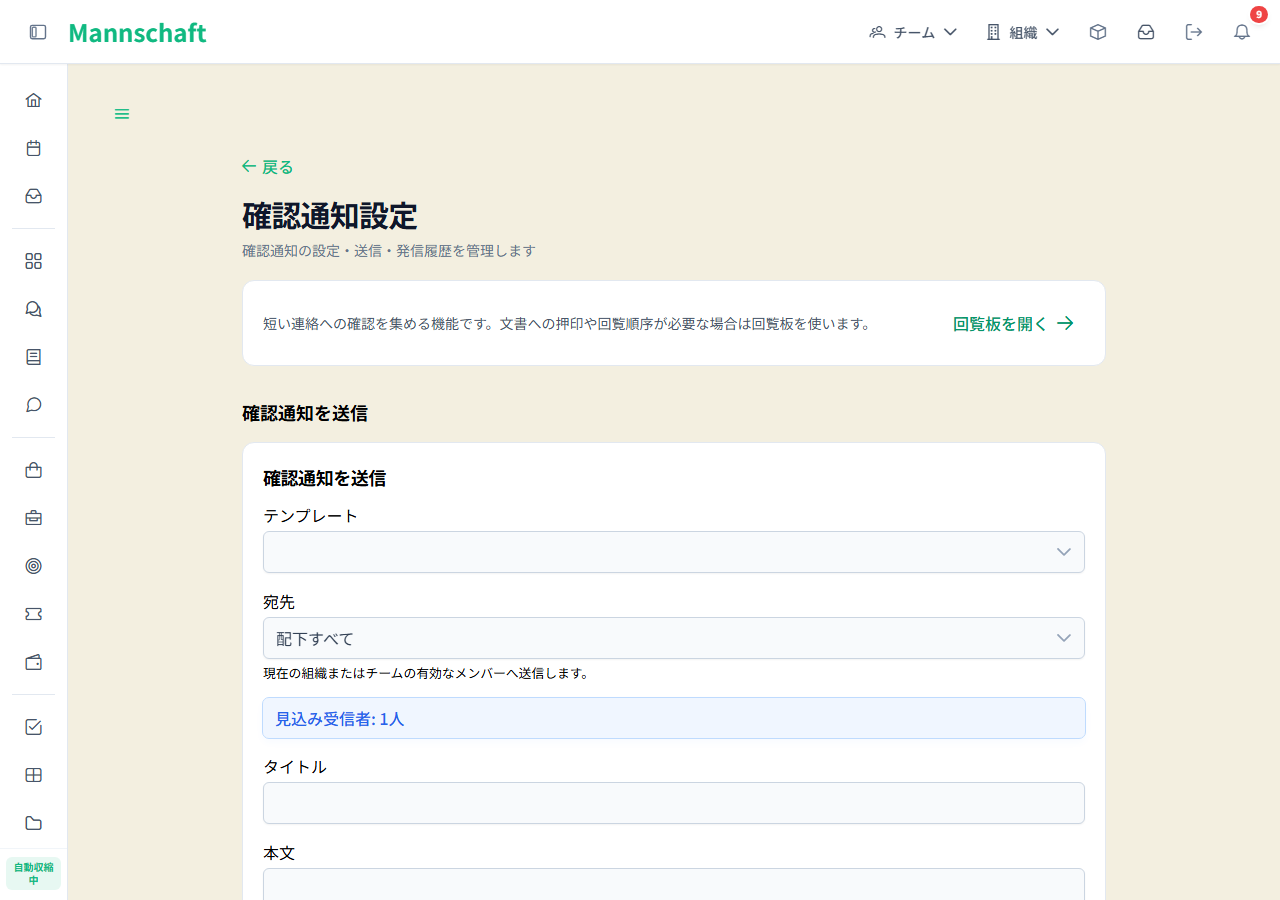 Mannschaft
チーム
組織
9
戻る
確認通知設定
確認通知の設定・送信・発信履歴を管理します
短い連絡への確認を集める機能です。文書への押印や回覧順序が必要な場合は回覧板を使います。
回覧板を開く
確認通知を送信
確認通知を送信
テンプレート
宛先
配下すべて
現在の組織またはチームの有効なメンバーへ送信します。
見込み受信者: 1人
タイトル
本文
自動収縮
中